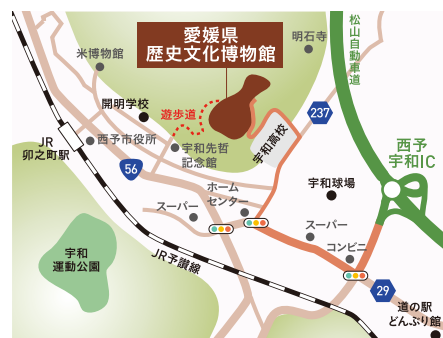 愛媛県
歴史文化博物館
松山自動車道
明石寺
米博物館
開明学校
遊歩道
237
宇和高校
JR
卯之町駅
西予市役所
宇和先哲
記念館
西予
宇和IC
56
ホーム
センター
宇和球場
スーパー
スーパー
コンビニ
宇和
運動公園
JR予讃線
29
道の駅
どんぶり館